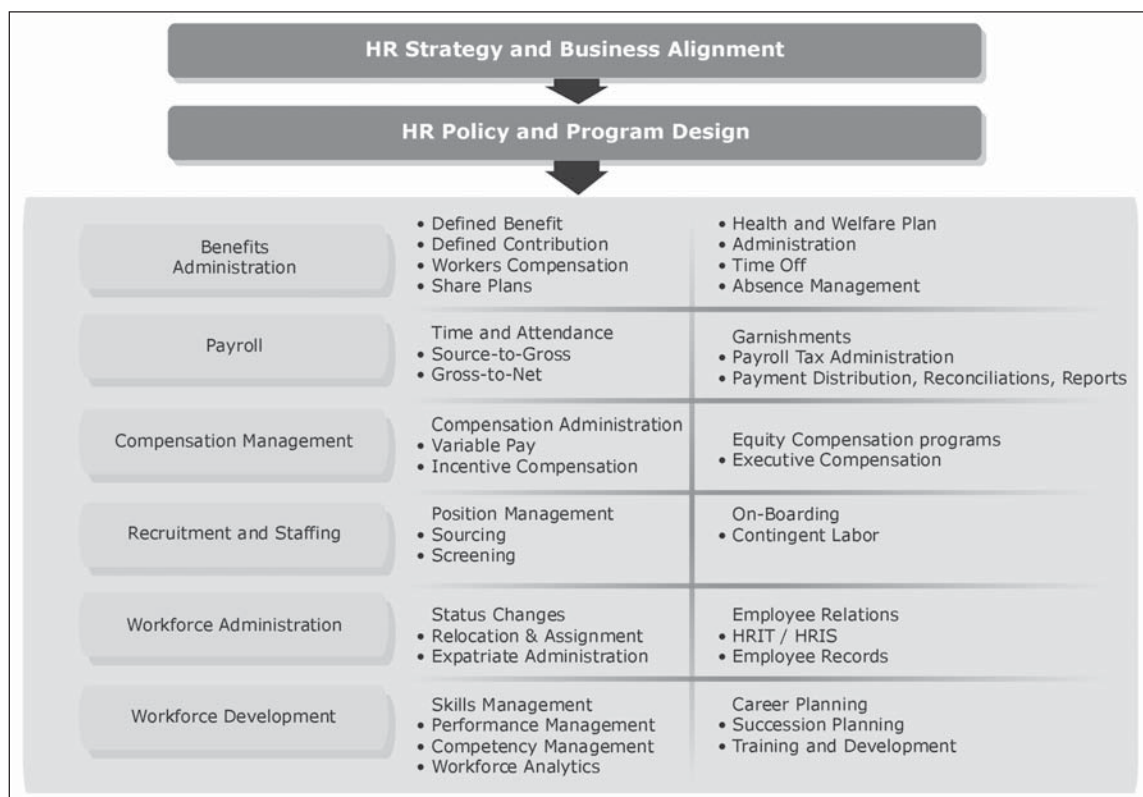 HR Strategy and Business Alignment
HR Policy and Program Design
Benefits
Administration
• Defined Benefit
• Defined Contribution
• Workers Compensation
• Share Plans
• Health and Welfare Plan
• Administration
• Time Off
• Absence Management
Payroll
Time and Attendance
• Source-to-Gross
• Gross-to-Net
Garnishments
• Payroll Tax Administration
• Payment Distribution, Reconciliations, Reports
Compensation Management
Compensation Administration
• Variable Pay
• Incentive Compensation
Equity Compensation programs
• Executive Compensation
Recruitment and Staffing
Position Management
• Sourcing
• Screening
On-Boarding
• Contingent Labor
Workforce Administration
Status Changes
• Relocation & Assignment
• Expatriate Administration
Employee Relations
• HRIT / HRIS
• Employee Records
Workforce Development
Skills Management
• Performance Management
• Competency Management
• Workforce Analytics
Career Planning
• Succession Planning
• Training and Development